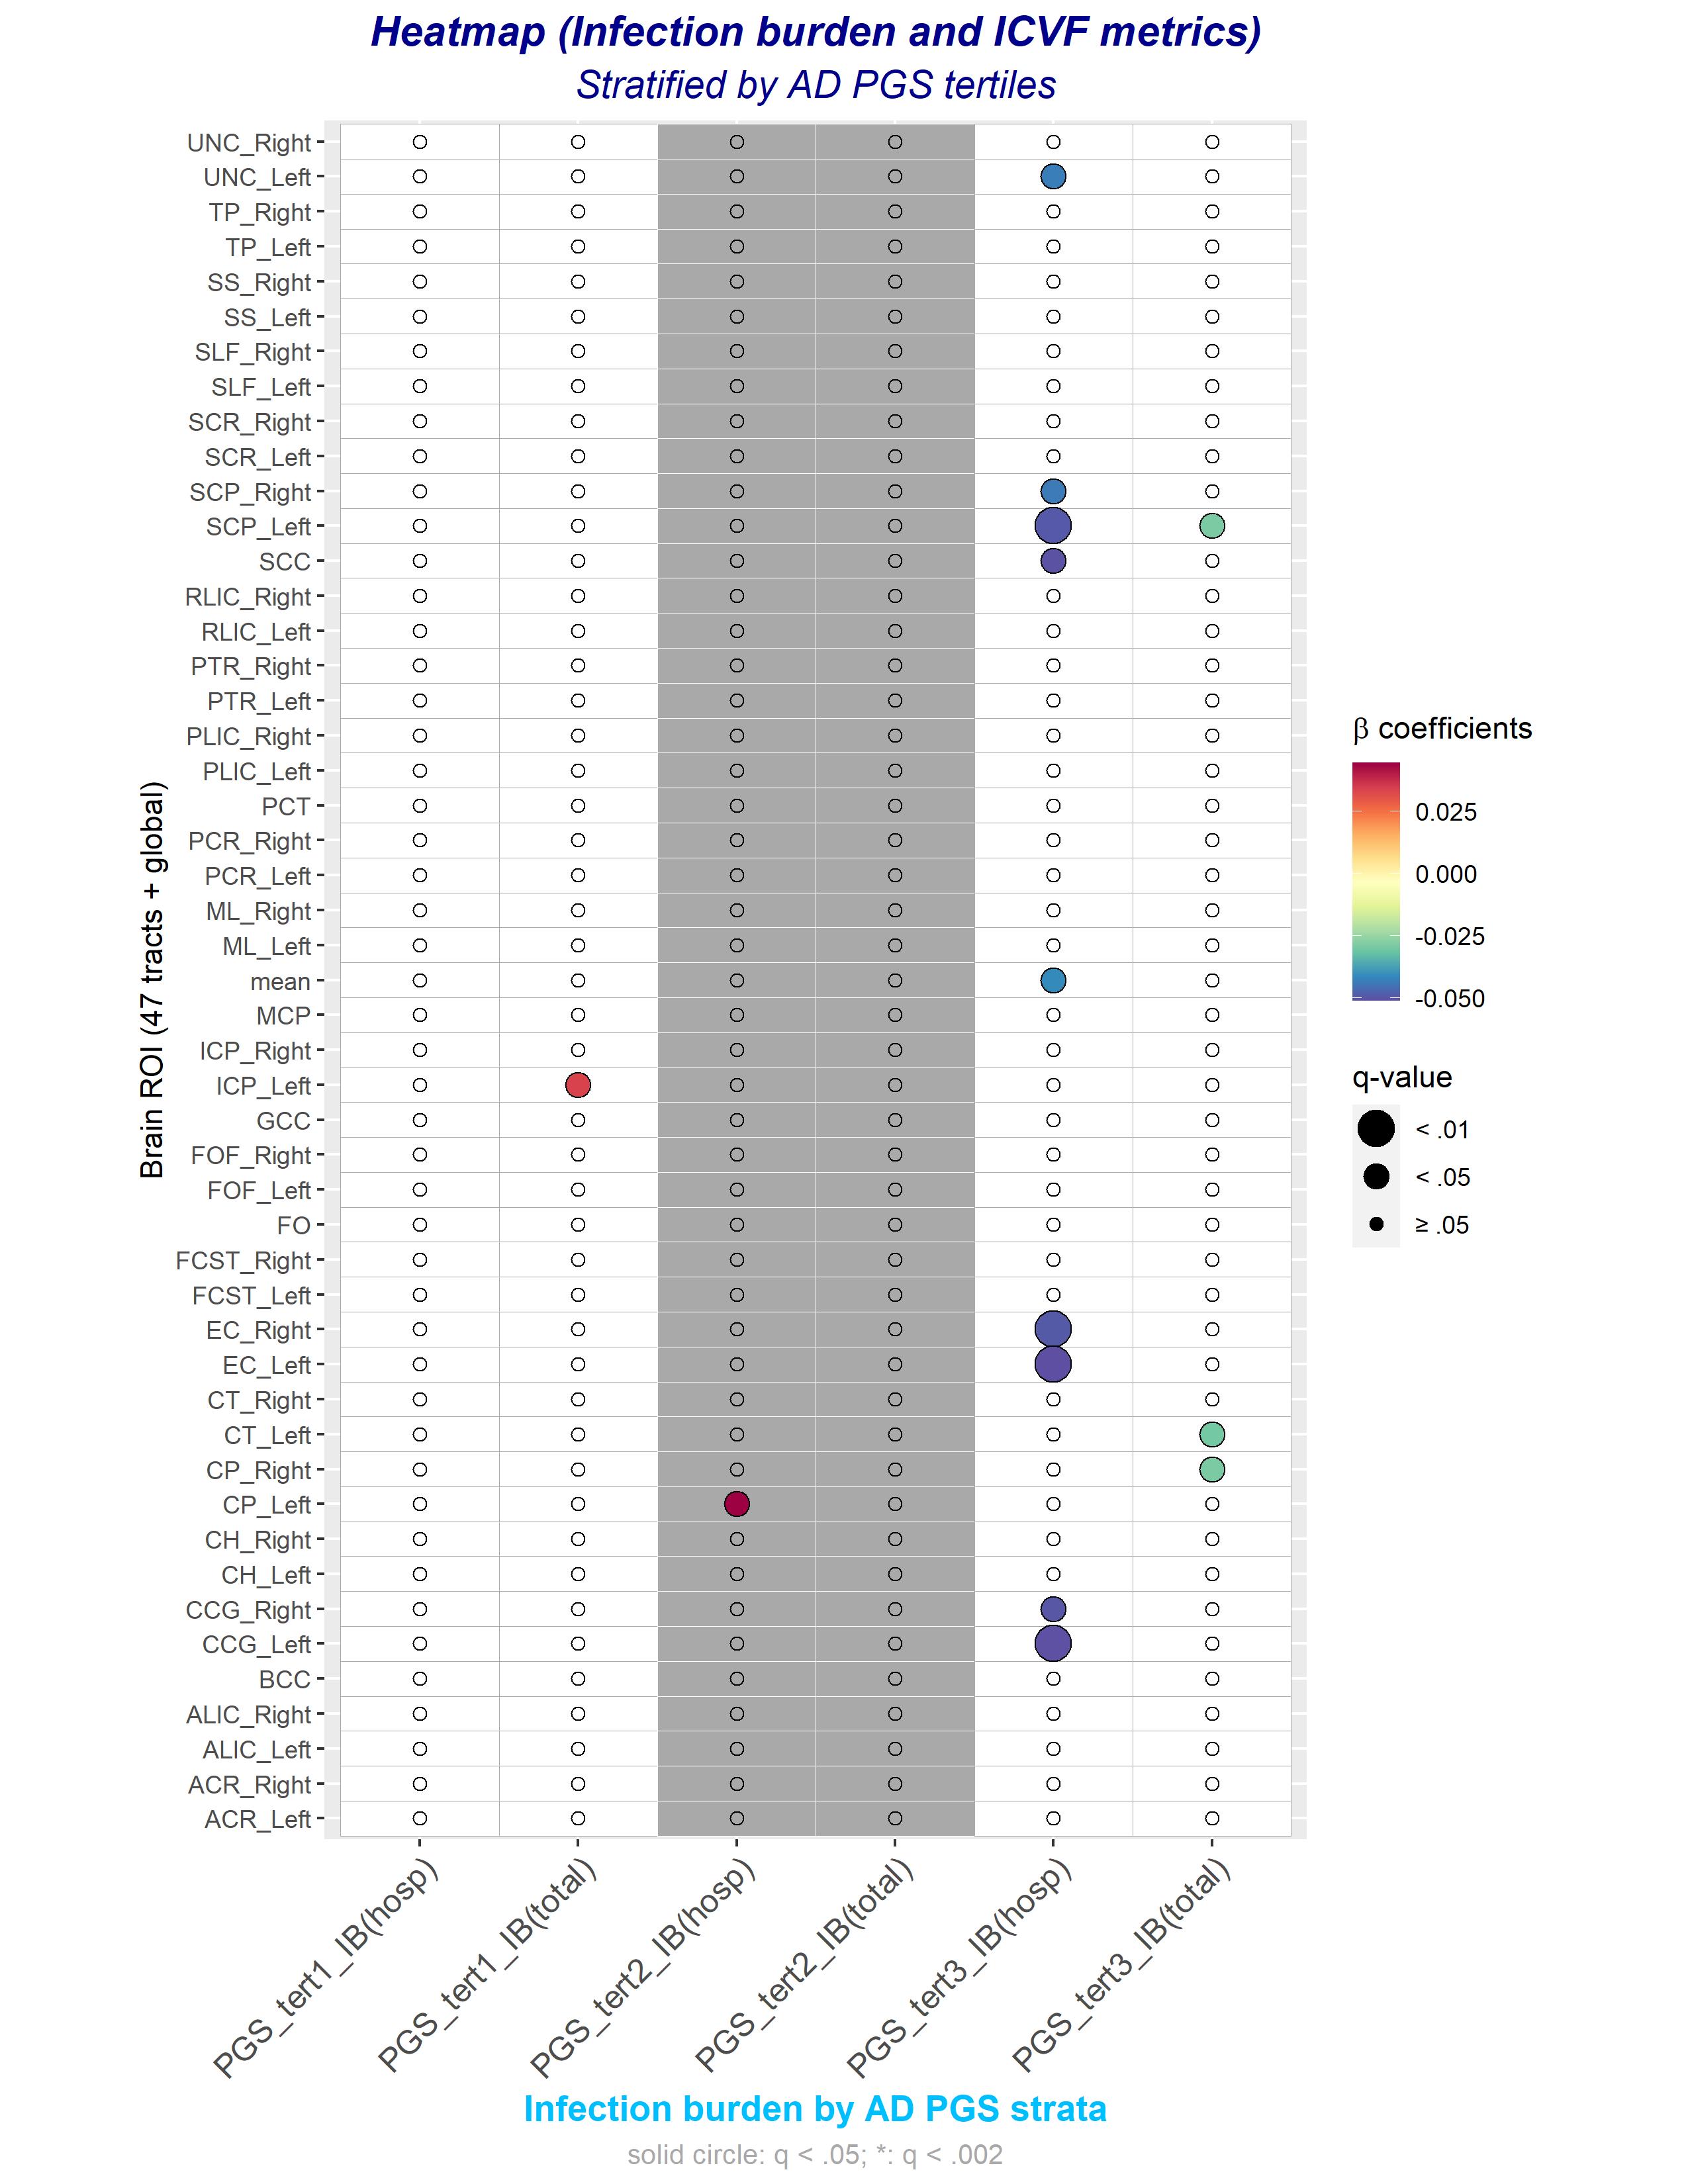 Heatmap (Infection burden and ICVF metrics)
Stratified by AD PGS tertiles
Brain ROI (47 tracts + global)
UNC_Right
UNC_Left
TP_Right
TP_Left
SS_Right
SS_Left
SLF_Right
SLF_Left
SCR_Right
SCR_Left
SCP_Right
SCP_Left
SCC
RLIC_Right
RLIC_Left
PTR_Right
PTR_Left
PLIC_Right
PLIC_Left
PCT
PCR_Right
PCR_Left
ML_Right
ML_Left
mean
MCP
ICP_Right
ICP_Left
GCC
FOF_Right
FOF_Left
FO
FCST_Right
FCST_Left
EC_Right
EC_Left
CT_Right
CT_Left
CP_Right
CP_Left
CH_Right
CH_Left
CCG_Right
CCG_Left
BCC
ALIC_Right
ALIC_Left
ACR_Right
ACR_Left
PGS_tert1_IB(hosp)
PGS_tert1_IB(total)
PGS_tert2_IB(hosp)
PGS_tert2_IB(total)
PGS_tert3_IB(hosp)
PGS_tert3_IB(total)
Infection burden by AD PGS strata
solid circle: q < .05; *: q < .002
β coefficients
0.025
0.000
-0.025
-0.050
q-value
< .01
< .05
≥ .05